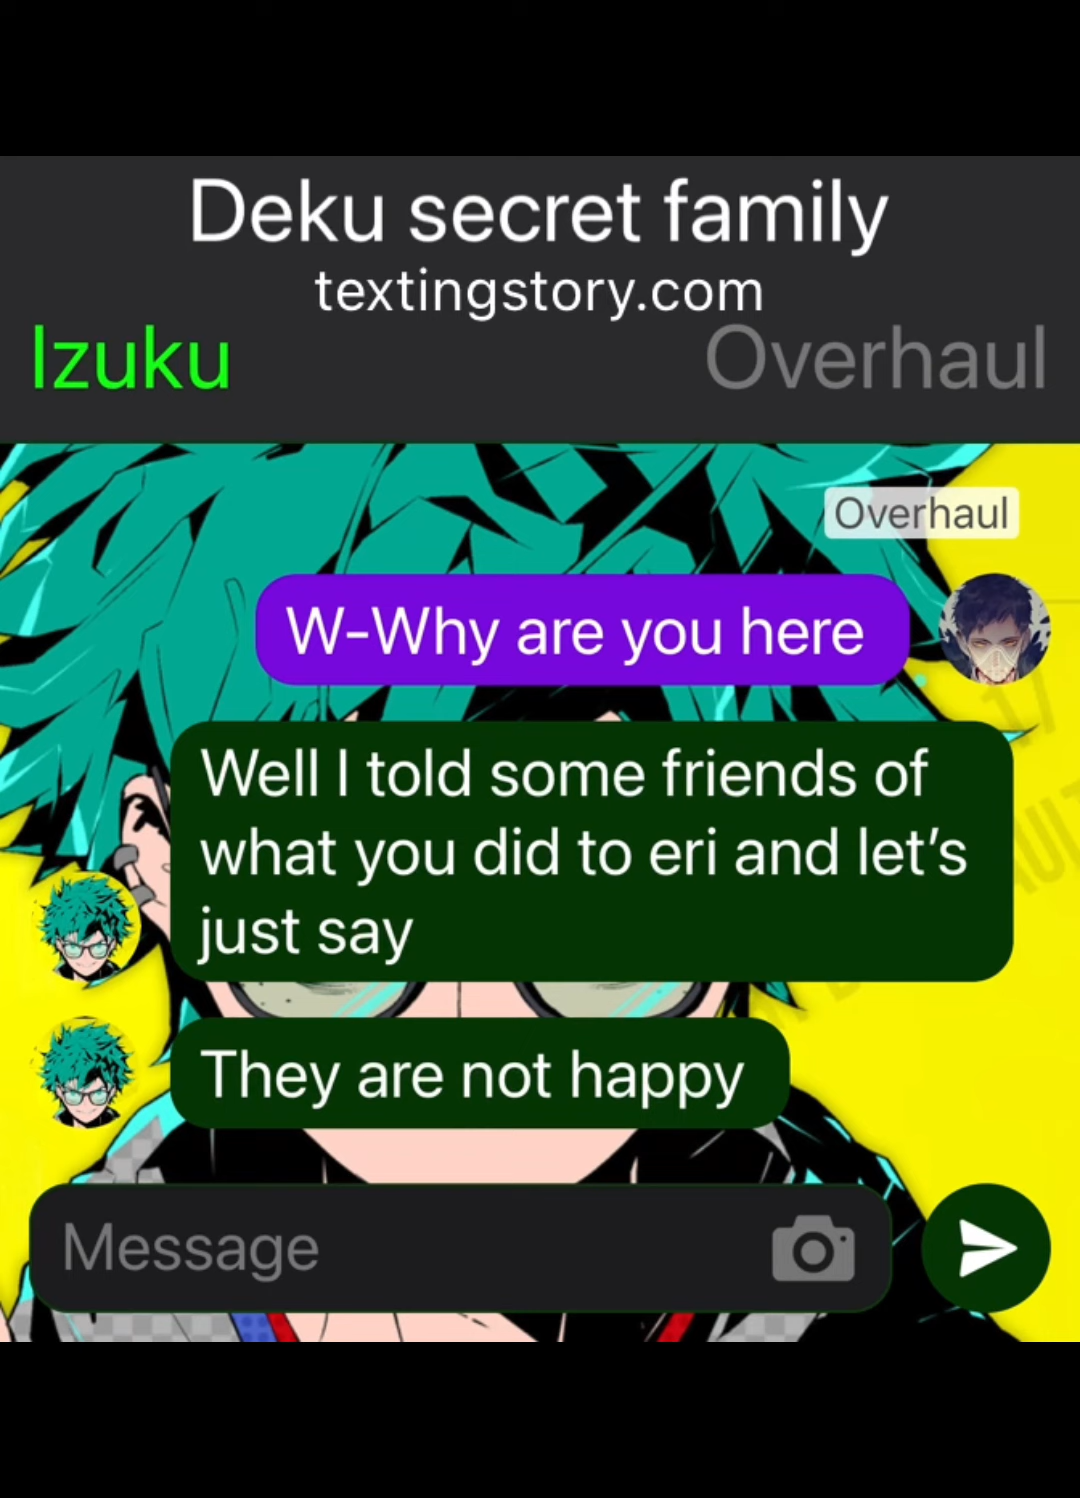 Deku secret family
textingstory.com
Izuku Overhaul
Overhaul
W-Why are you here
Well I told some friends of
what you did to eri and let’s
just say
They are not happy
Message
17